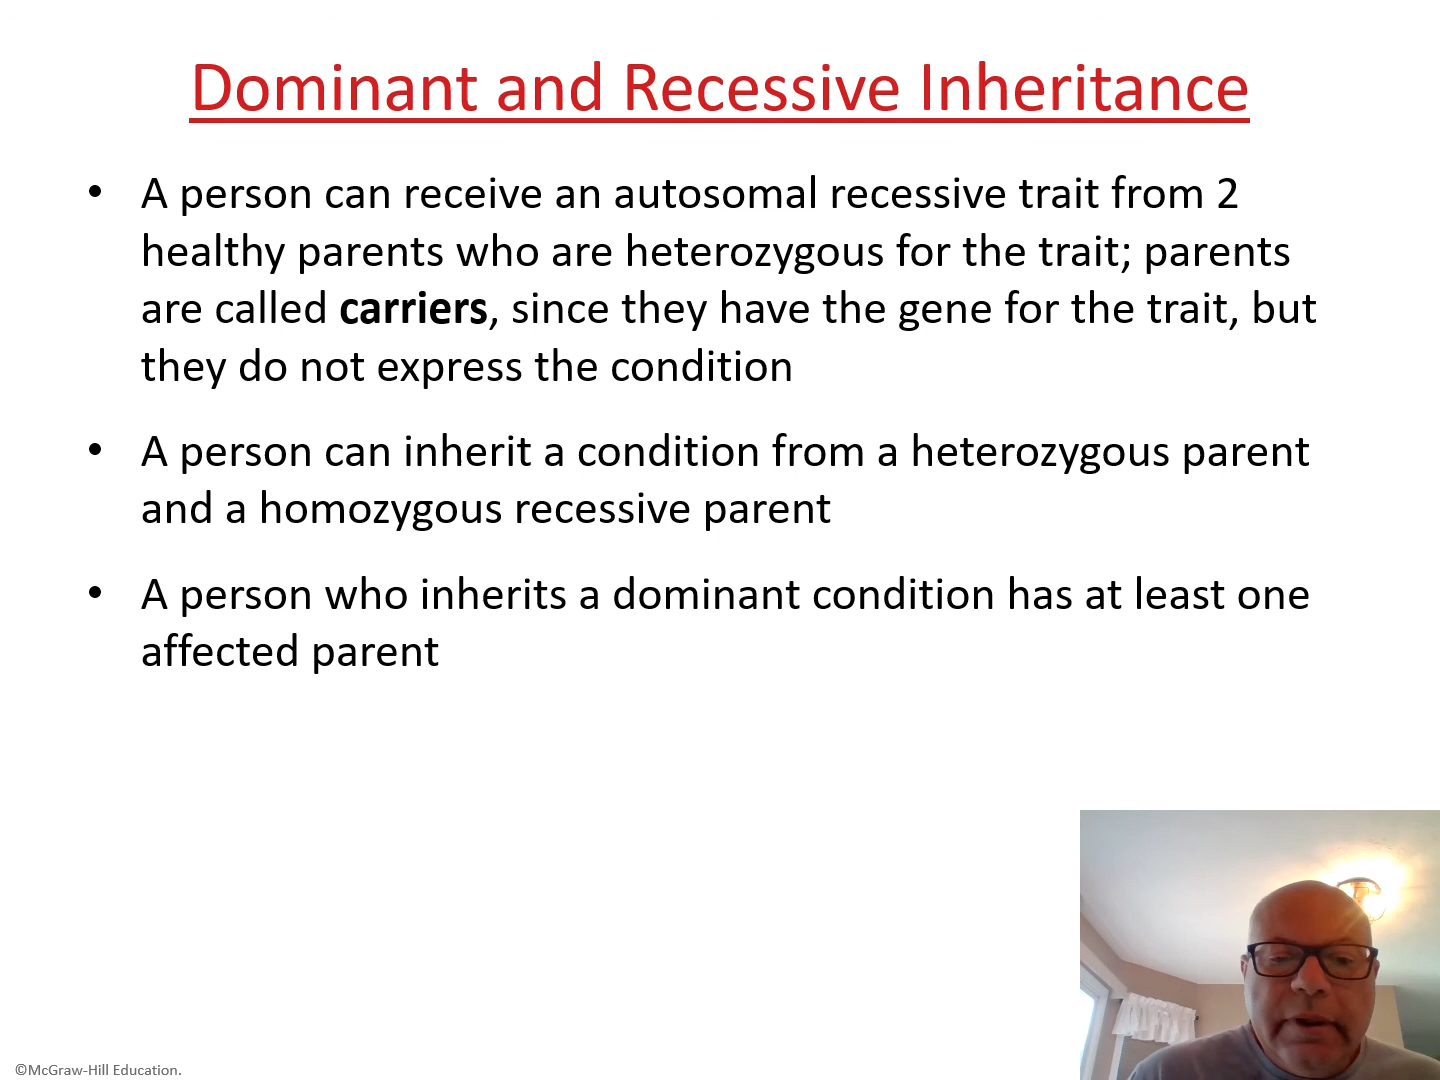 Dominant and Recessive Inheritance
• A person can receive an autosomal recessive trait from 2
healthy parents who are heterozygous for the trait; parents
are called carriers, since they have the gene for the trait, but
they do not express the condition
• A person can inherit a condition from a heterozygous parent
and a homozygous recessive parent
• A person who inherits a dominant condition has at least one
affected parent
©McGraw-Hill Education.